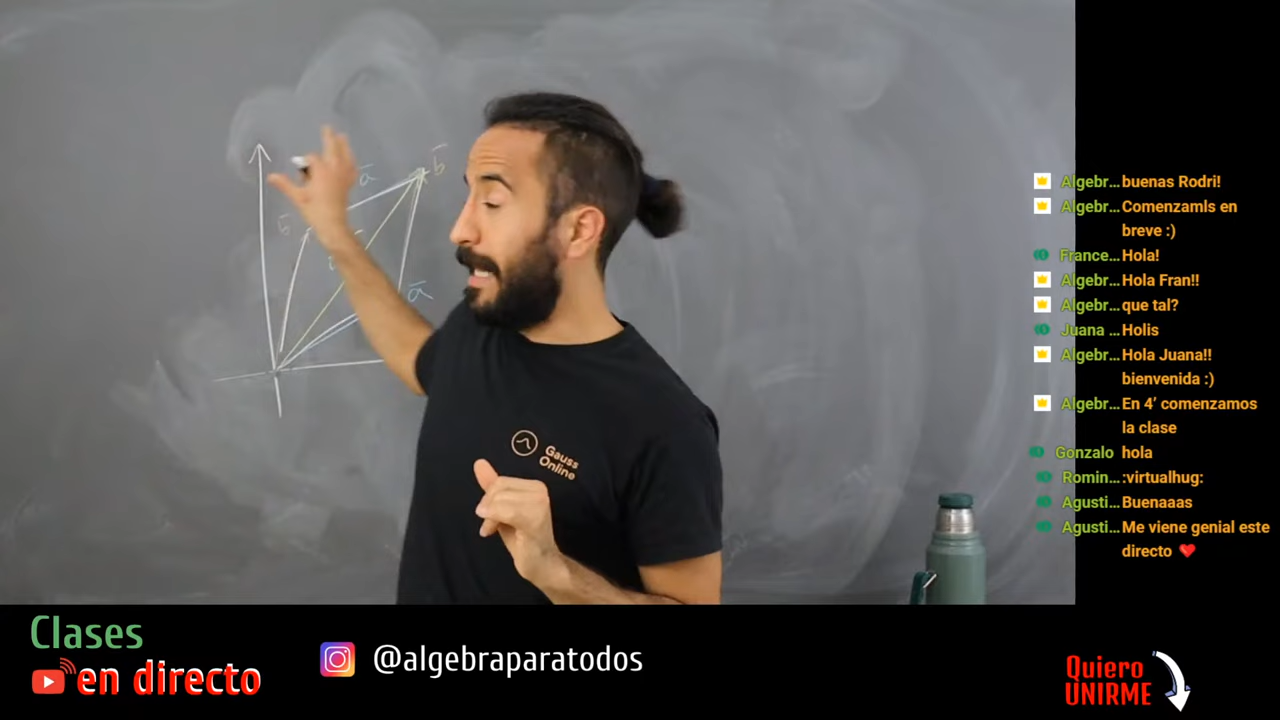 a
b
b
a
Gauss
Online
Algebr... buenas Rodri!
Algebr... Comenzamls en
breve :)
France... Hola!
Algebr... Hola Fran!!
Algebr... que tal?
Juana ... Holis
Algebr... Hola Juana!!
bienvenida :)
Algebr... En 4’ comenzamos
la clase
Gonzalo hola
Romin... :virtualhug:
Agusti... Buenaaas
Agusti... Me viene genial este
directo ❤️
Clases
en directo
@algebraparatodos
Quiero
UNIRME